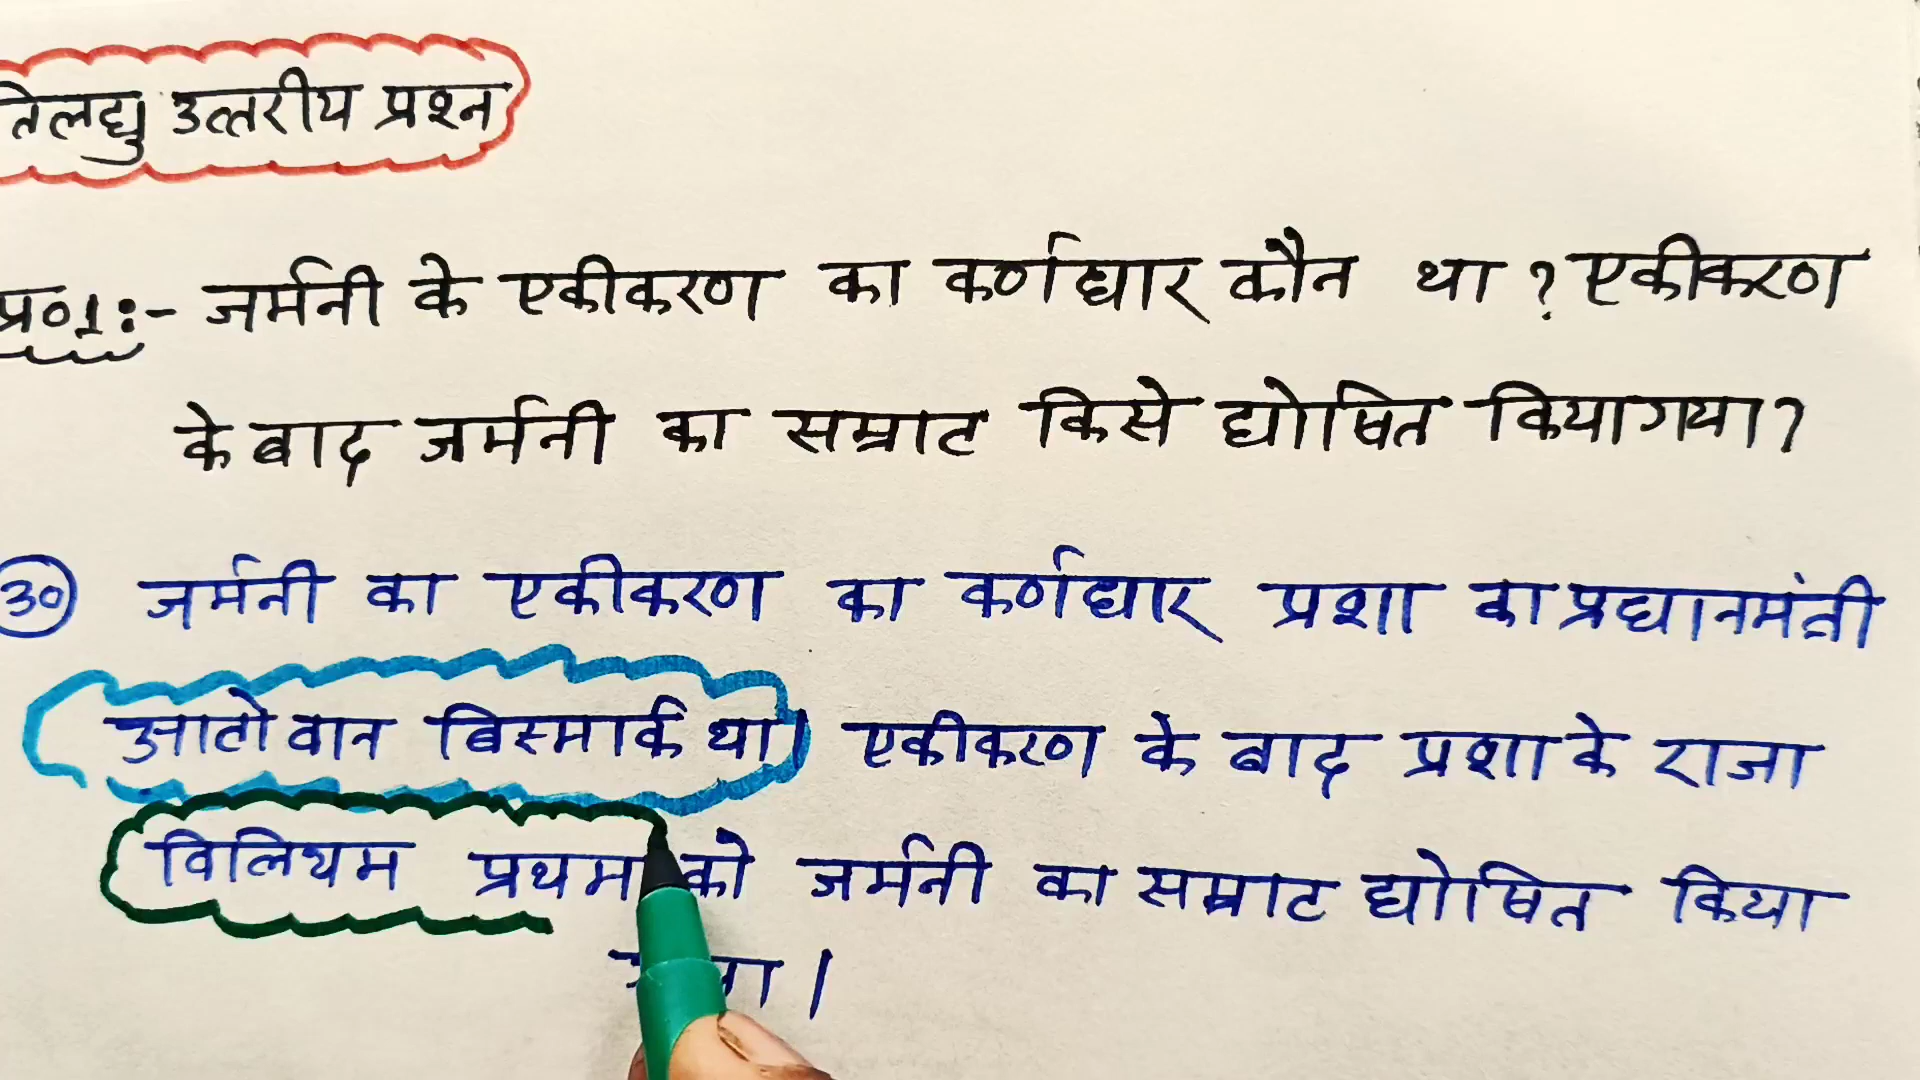 उत्तरीय प्रश्न
प्र०1:- जर्मनी के एकीकरण का कर्णधार कौन था ? एकीकरण
के बाद जर्मनी का सम्राट किसे घोषित किया गया?
उ० जर्मनी का एकीकरण का कर्णधार प्रशा का प्रधानमंत्री
आटो वान बिस्मार्क था। एकीकरण के बाद प्रशा के राजा
विलियम प्रथम को जर्मनी का सम्राट घोषित किया